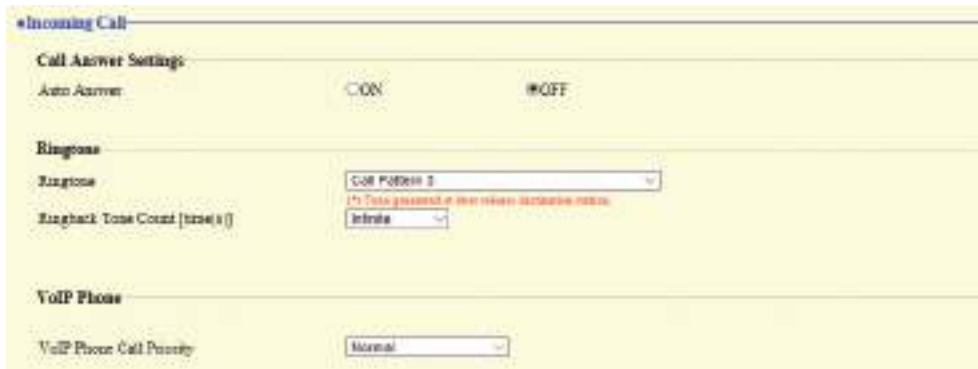 ♦Incoming Call
Call Answer Settings
Auto Answer ○ON ◉OFF
Ringtone
Ringtone Call Pattern 3
Ringback Tone Count [time(s)] Infinite
VoIP Phone
VoIP Phone Call Priority Normal